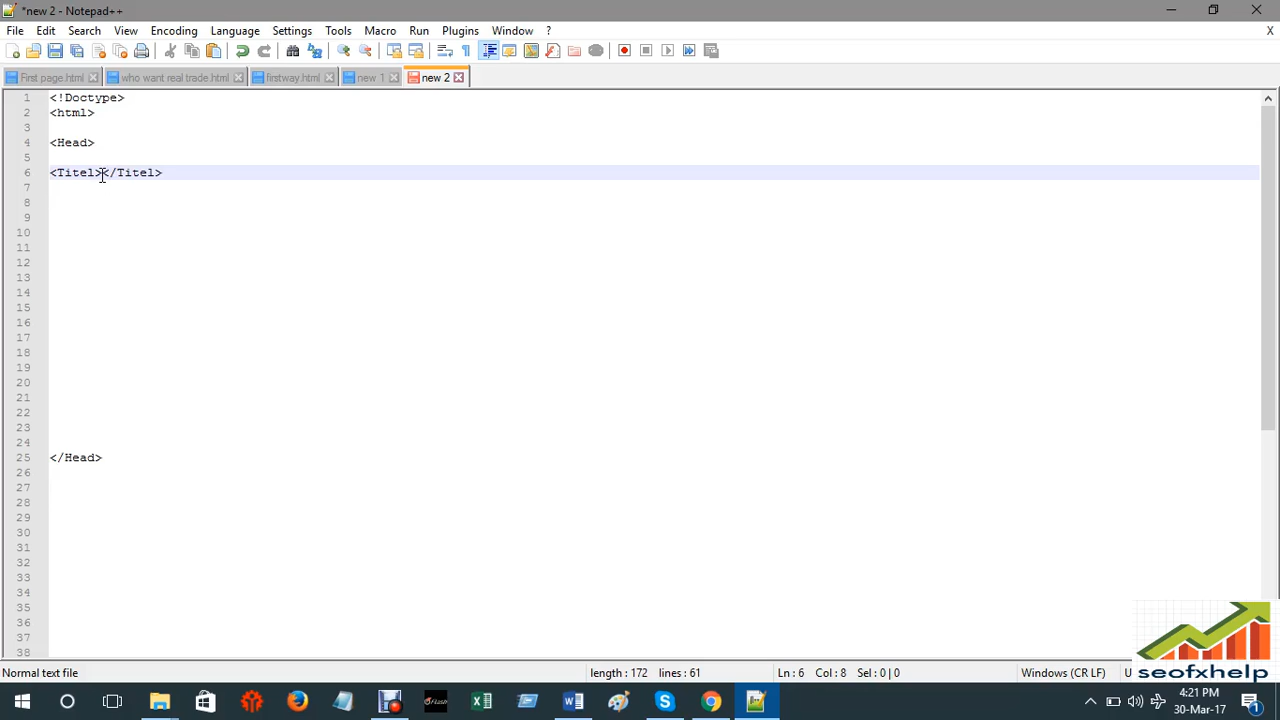 *new 2 - Notepad++
File Edit Search View Encoding Language Settings Tools Macro Run Plugins Window ? X
First page.html who want real trade.html firstway.html new 1 new 2
1 <!Doctype>
2 <html>
3
4 <Head>
5
6 <Titel></Titel>
7
8
9
10
11
12
13
14
15
16
17
18
19
20
21
22
23
24
25 </Head>
26
27
28
29
30
31
32
33
34
35
36
37
38
seofxhelp
Normal text file length : 172 lines : 61 Ln : 6 Col : 8 Sel : 0 | 0 Windows (CR LF) U
Flash
4:21 PM
30-Mar-17